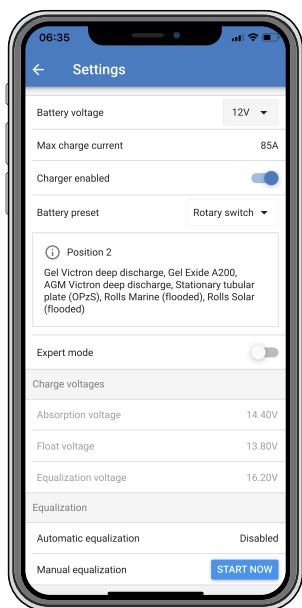 06:35
Settings
Battery voltage 12V
Max charge current 85A
Charger enabled
Battery preset Rotary switch
Position 2
Gel Victron deep discharge, Gel Exide A200,
AGM Victron deep discharge, Stationary tubular
plate (OPzS), Rolls Marine (flooded), Rolls Solar
(flooded)
Expert mode
Charge voltages
Absorption voltage 14.40V
Float voltage 13.80V
Equalization voltage 16.20V
Equalization
Automatic equalization Disabled
Manual equalization START NOW